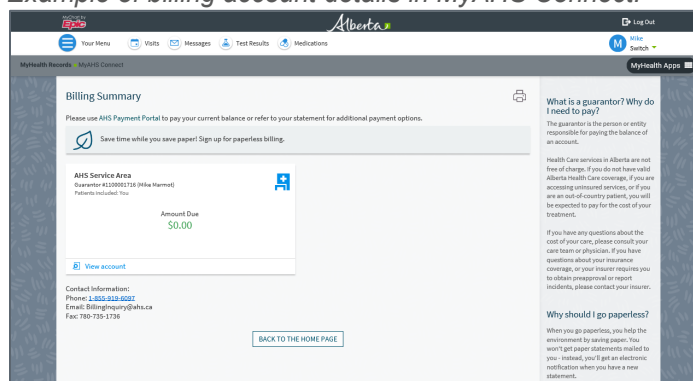 Example of billing account details in MyAHS Connect.
MyChart by
Epic
Alberta
Log Out
Your Menu
Visits
Messages
Test Results
Medications
M
Mike
Switch
MyHealth Records
MyAHS Connect
MyHealth Apps
Billing Summary
Please use AHS Payment Portal to pay your current balance or refer to your statement for additional payment options.
Save time while you save paper! Sign up for paperless billing.
AHS Service Area
Guarantor #1100001716 (Mike Marmot)
Patients included: You
Amount Due
$0.00
View account
Contact Information:
Phone: 1-855-919-6097
Email: BillingInquiry@ahs.ca
Fax: 780-735-1736
BACK TO THE HOME PAGE
What is a guarantor? Why do
I need to pay?
The guarantor is the person or entity
responsible for paying the balance of
an account.
Health Care services in Alberta are not
free of charge. If you do not have valid
Alberta Health Care coverage, if you are
accessing uninsured services, or if you
are an out-of-country patient, you will
be expected to pay for the cost of your
treatment.
If you have any questions about the
cost of your care, please consult your
care team or physician. If you have
questions about your insurance
coverage, or your insurer requires you
to obtain preapproval or report
incidents, please contact your insurer.
Why should I go paperless?
When you go paperless, you help the
environment by saving paper. You
won't get paper statements mailed to
you - instead, you'll get an electronic
notification when you have a new
statement.